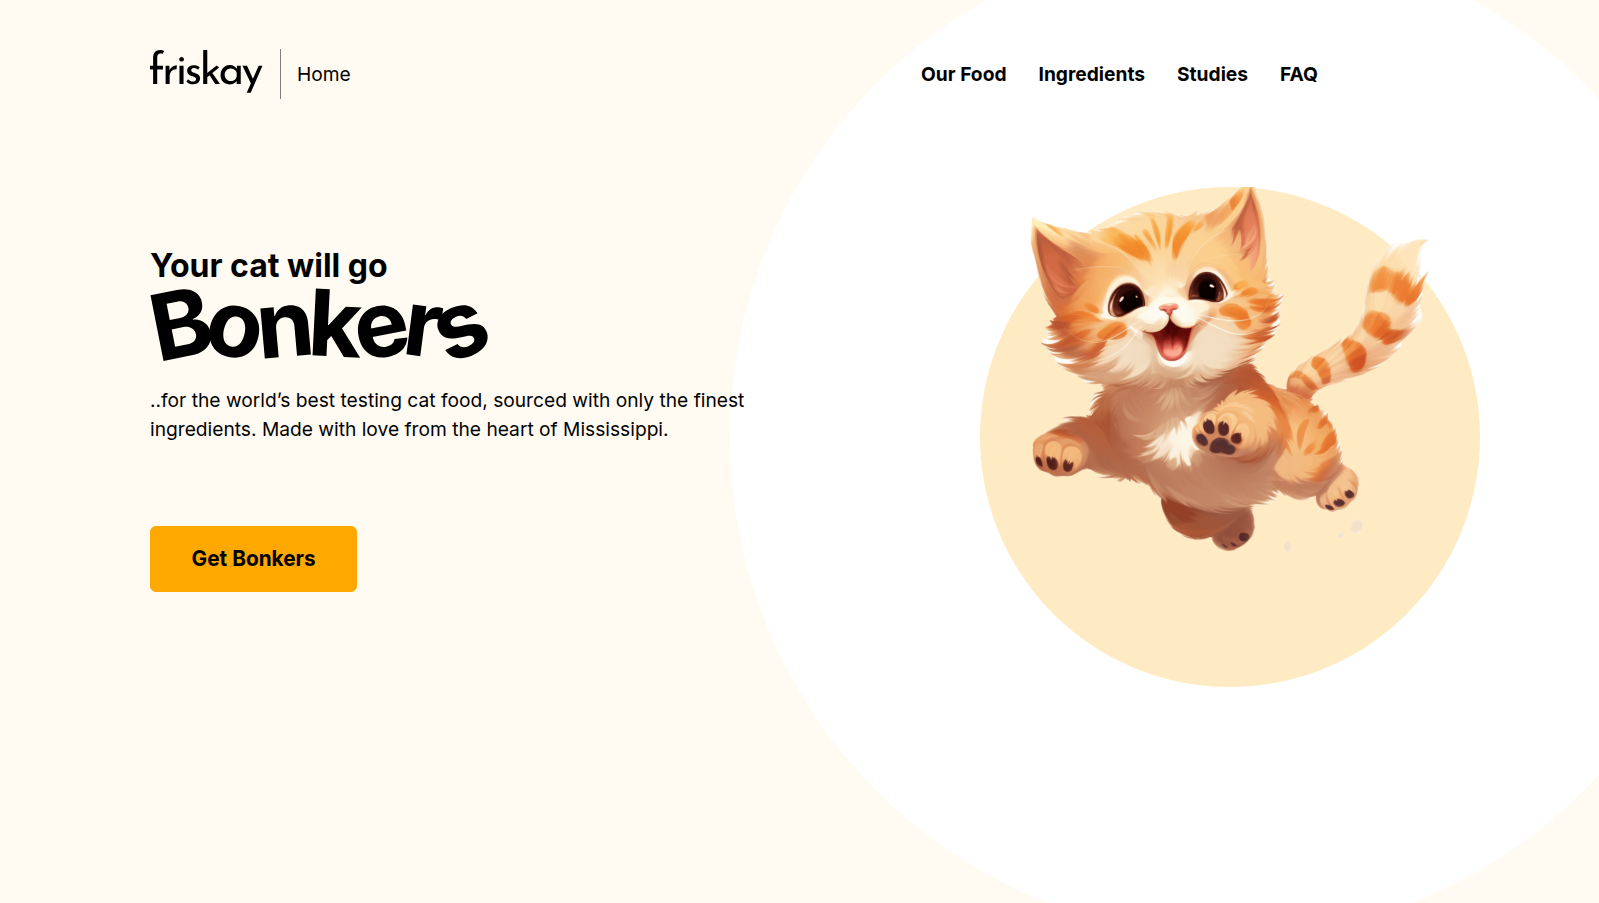 friskay Home Our Food Ingredients Studies FAQ
Your cat will go
Bonkers
..for the world’s best testing cat food, sourced with only the finest
ingredients. Made with love from the heart of Mississippi.
Get Bonkers